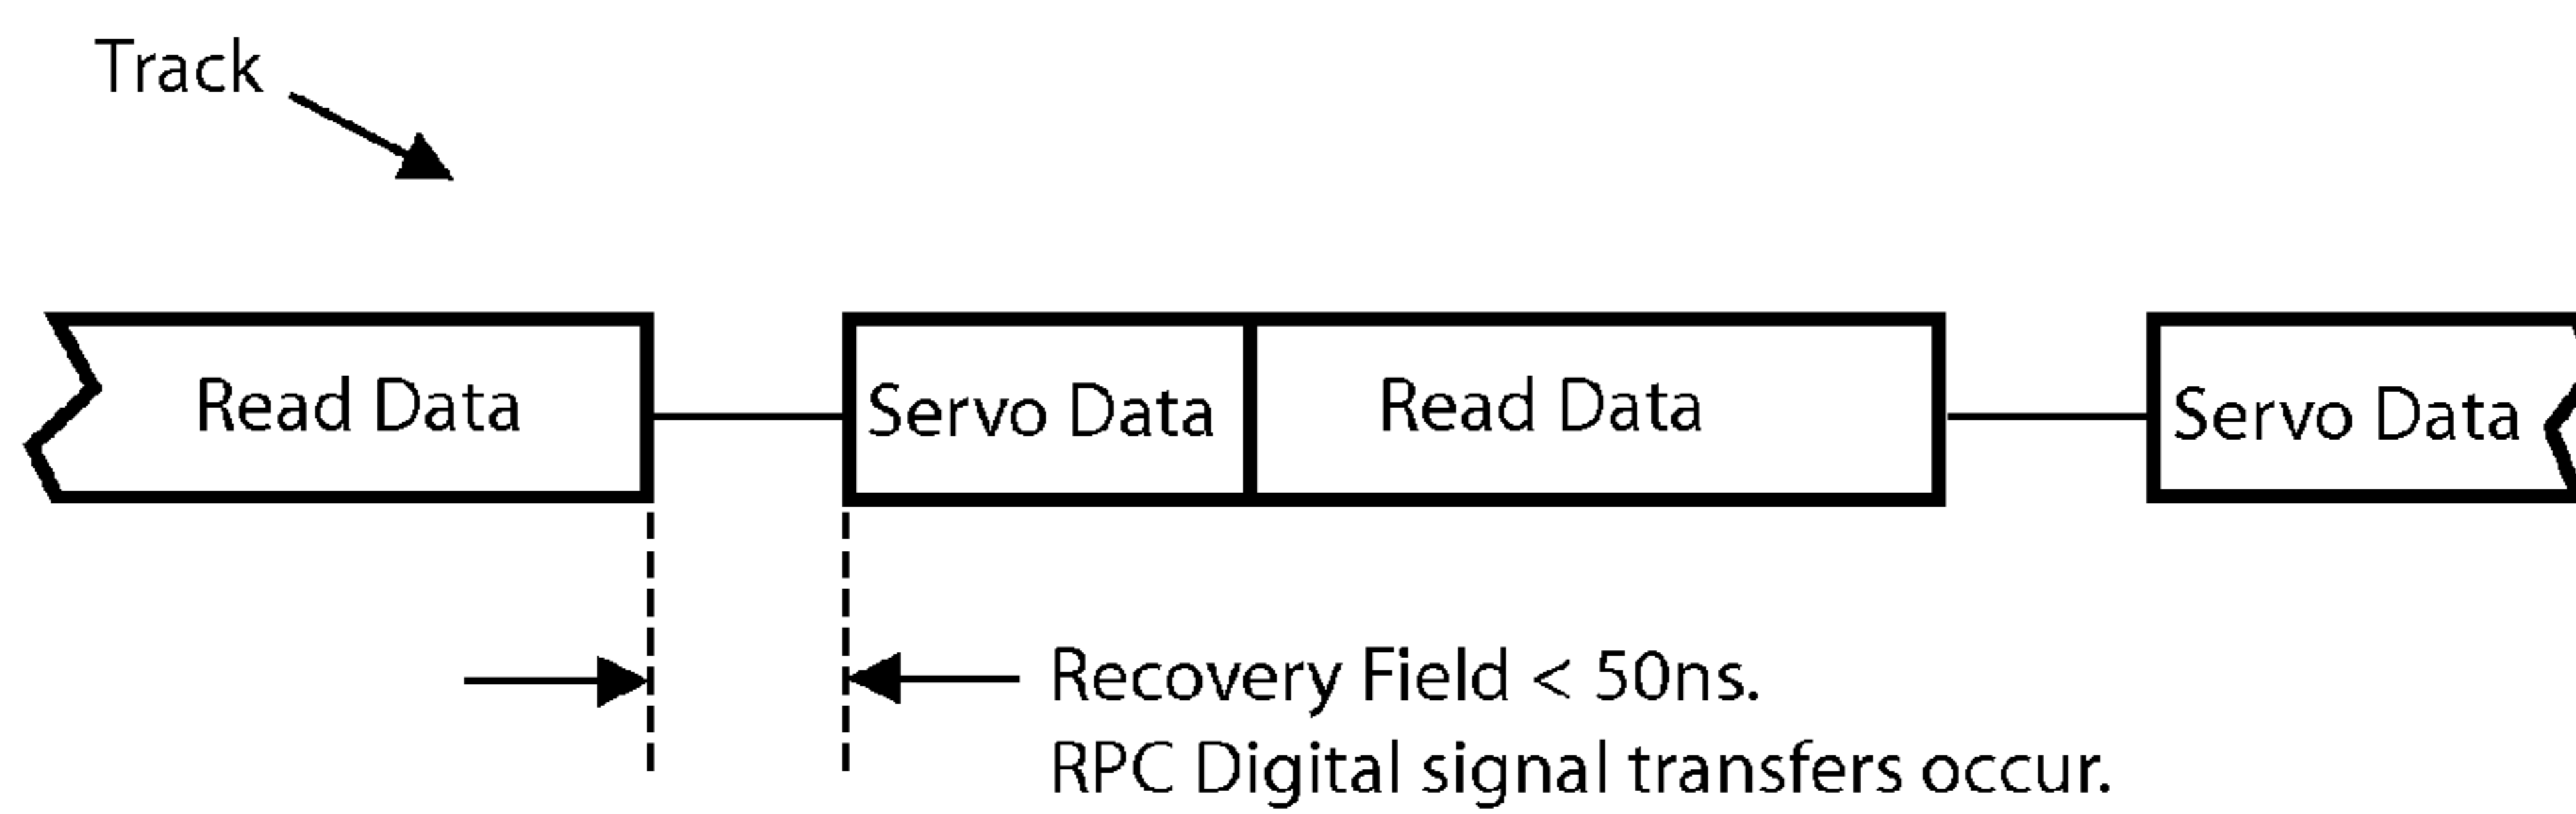 Track
Read Data
Servo Data
Read Data
Servo Data
Recovery Field < 50ns.
RPC Digital signal transfers occur.